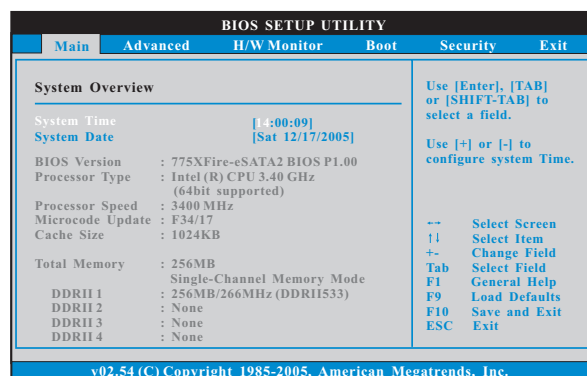 BIOS SETUP UTILITY
Main Advanced H/W Monitor Boot Security Exit
System Overview
System Time [14:00:09]
System Date [Sat 12/17/2005]
BIOS Version : 775XFire-eSATA2 BIOS P1.00
Processor Type : Intel (R) CPU 3.40 GHz
(64bit supported)
Processor Speed : 3400 MHz
Microcode Update : F34/17
Cache Size : 1024KB
Total Memory : 256MB
Single-Channel Memory Mode
DDRII 1 : 256MB/266MHz (DDRII533)
DDRII 2 : None
DDRII 3 : None
DDRII 4 : None
Use [Enter], [TAB]
or [SHIFT-TAB] to
select a field.
Use [+] or [-] to
configure system Time.
←→ Select Screen
↑↓ Select Item
+- Change Field
Tab Select Field
F1 General Help
F9 Load Defaults
F10 Save and Exit
ESC Exit
v02.54 (C) Copyright 1985-2005, American Megatrends, Inc.